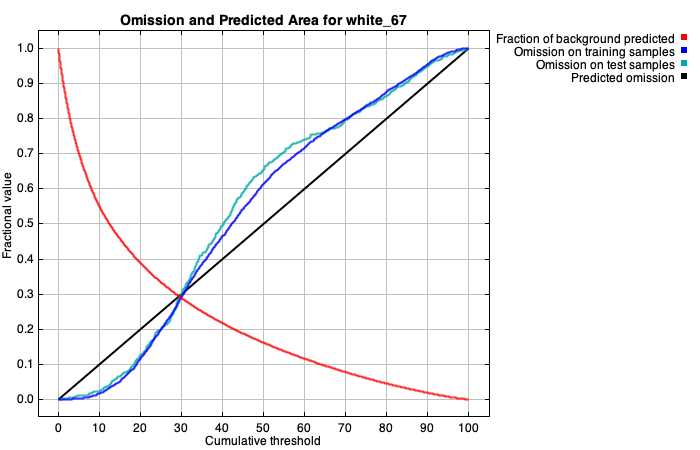 Omission and Predicted Area for white_67
Fraction of background predicted
Omission on training samples
Omission on test samples
Predicted omission
Fractional value
1.0
0.9
0.8
0.7
0.6
0.5
0.4
0.3
0.2
0.1
0.0
0 10 20 30 40 50 60 70 80 90 100
Cumulative threshold